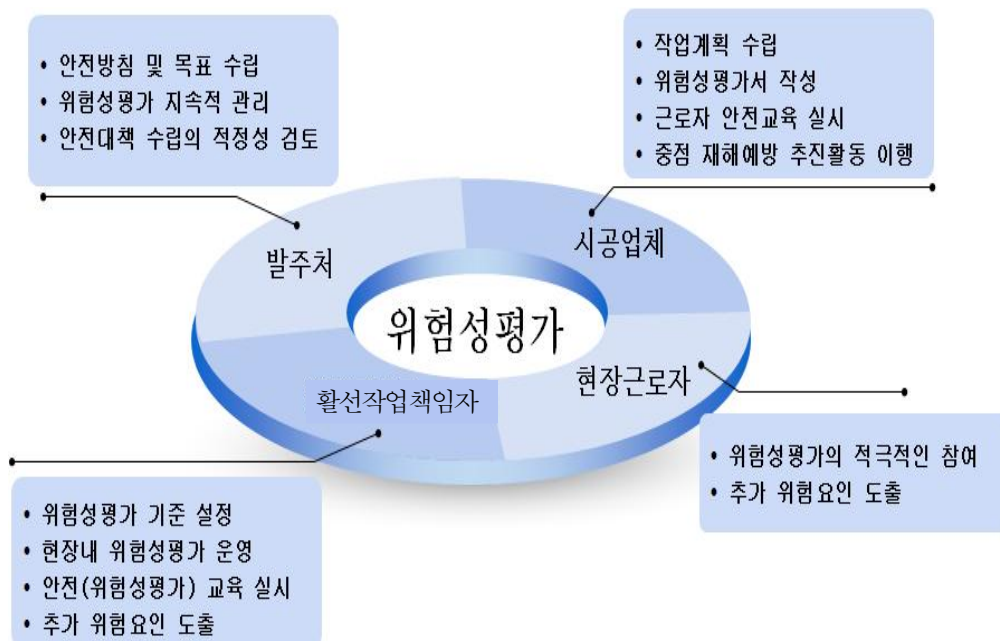 • 안전방침 및 목표 수립
• 위험성평가 지속적 관리
• 안전대책 수립의 적정성 검토
• 작업계획 수립
• 위험성평가서 작성
• 근로자 안전교육 실시
• 중점 재해예방 추진활동 이행
발주처
시공업체
위험성평가
활선작업책임자
현장근로자
• 위험성평가의 적극적인 참여
• 추가 위험요인 도출
• 위험성평가 기준 설정
• 현장내 위험성평가 운영
• 안전(위험성평가) 교육 실시
• 추가 위험요인 도출